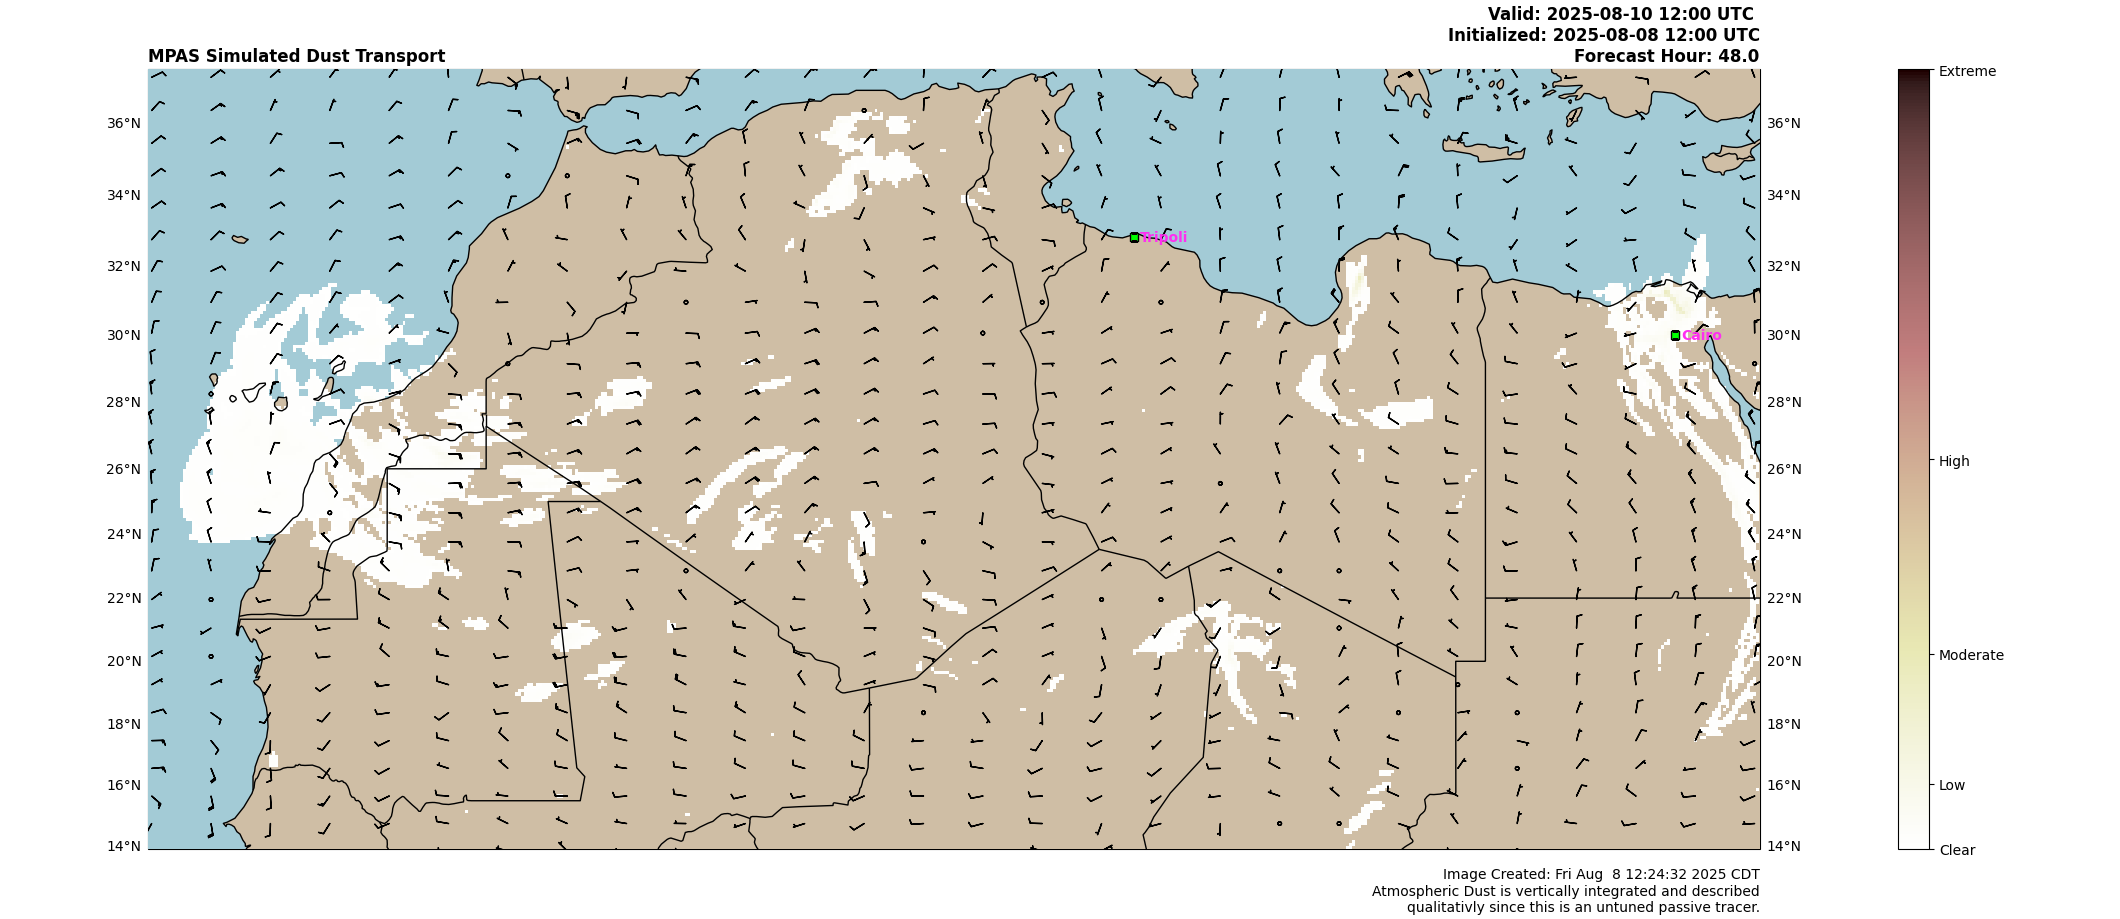 Valid: 2025-08-10 12:00 UTC
Initialized: 2025-08-08 12:00 UTC
MPAS Simulated Dust Transport
Forecast Hour: 48.0
Extreme
36°N
36°N
34°N
34°N
Tripoli
32°N
32°N
30°N
Cairo
30°N
28°N
28°N
26°N
26°N
High
24°N
24°N
22°N
22°N
20°N
20°N
Moderate
18°N
18°N
16°N
16°N
Low
14°N
14°N
Clear
Image Created: Fri Aug  8 12:24:32 2025 CDT
Atmospheric Dust is vertically integrated and described
qualitativly since this is an untuned passive tracer.